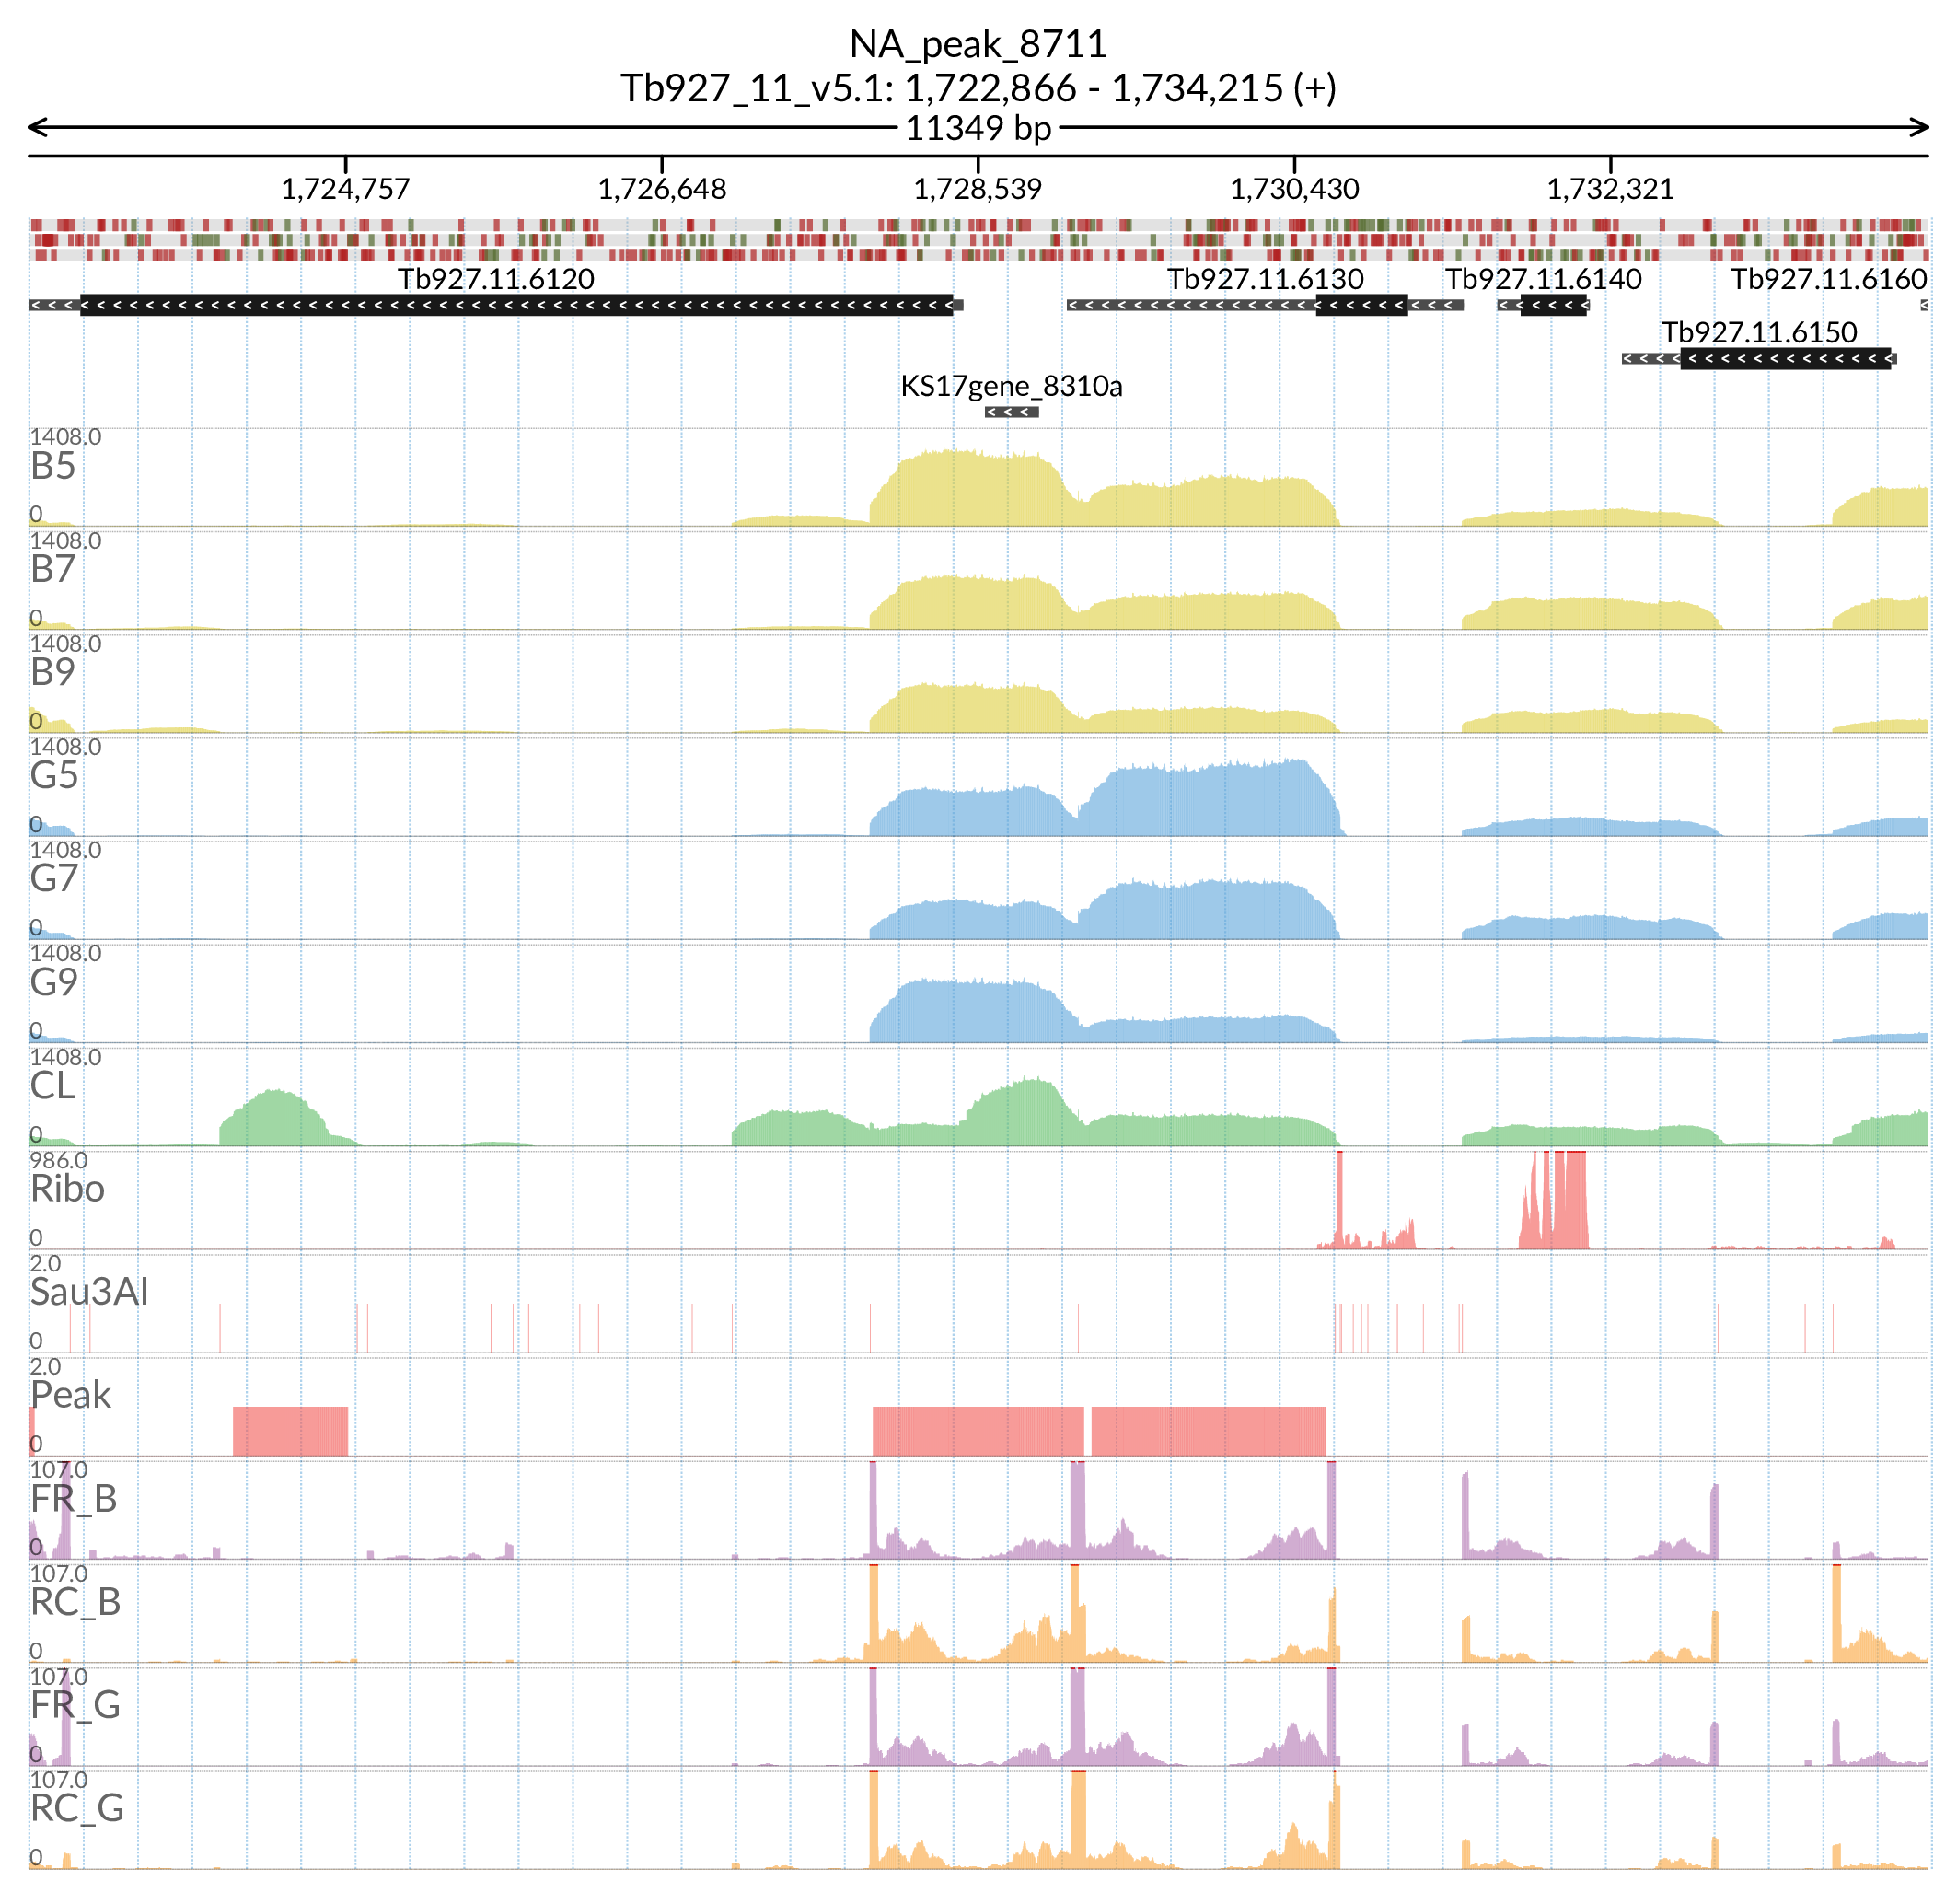 NA_peak_8711
Tb927_11_v5.1: 1,722,866 - 1,734,215 (+)
11349 bp
1,724,757 1,726,648 1,728,539 1,730,430 1,732,321
Tb927.11.6120 Tb927.11.6130 Tb927.11.6140 Tb927.11.6160
Tb927.11.6150
KS17gene_8310a
1408.0
B5
0
1408.0
B7
0
1408.0
B9
0
1408.0
G5
0
1408.0
G7
0
1408.0
G9
0
1408.0
CL
0
986.0
Ribo
0
2.0
Sau3AI
0
2.0
Peak
0
107.0
FR_B
0
107.0
RC_B
0
107.0
FR_G
0
107.0
RC_G
0